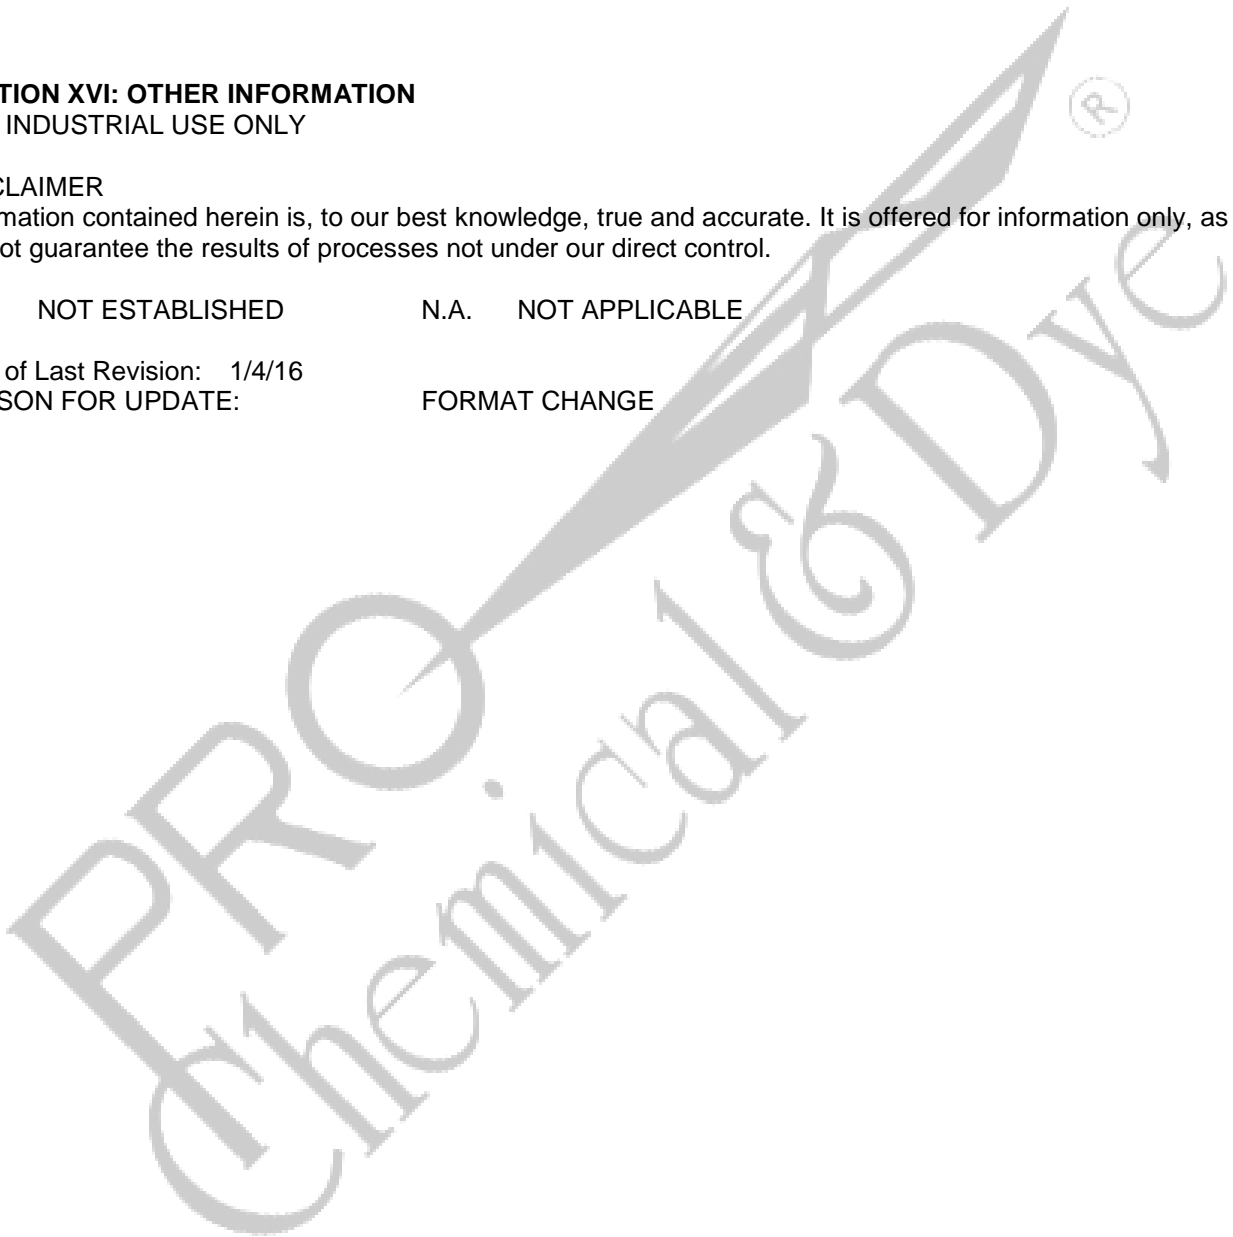 TION XVI: OTHER INFORMATION
INDUSTRIAL USE ONLY
CLAIMER
mation contained herein is, to our best knowledge, true and accurate. It is offered for information only, as
ot guarantee the results of processes not under our direct control.
NOT ESTABLISHED N.A. NOT APPLICABLE
of Last Revision: 1/4/16
SON FOR UPDATE: FORMAT CHANGE
®
PRO
Chemical & Dye